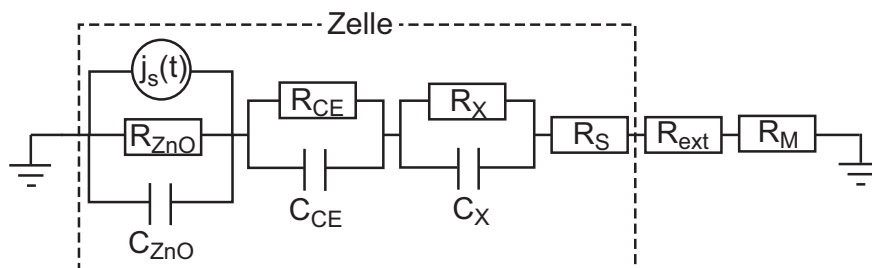 Zelle
j_s(t)
R_ZnO
C_ZnO
R_CE
C_CE
R_X
C_X
R_S
R_ext
R_M